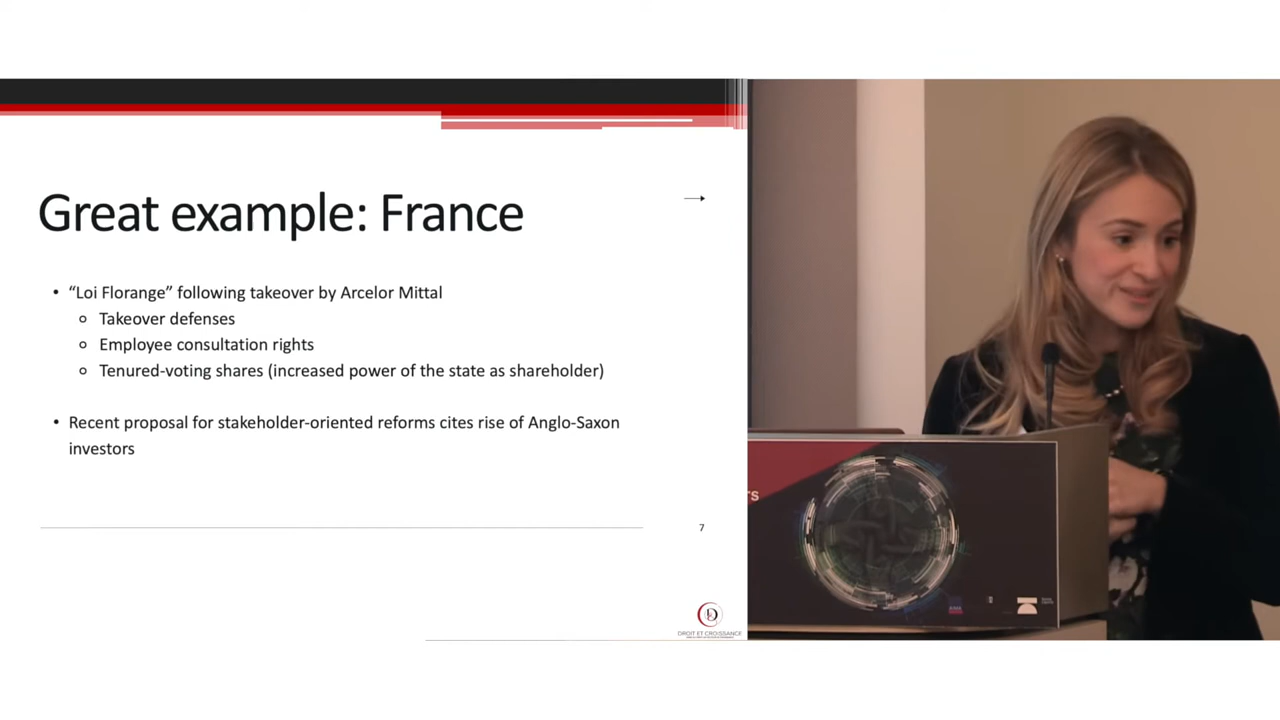 Great example: France
• “Loi Florange” following takeover by Arcelor Mittal
o Takeover defenses
o Employee consultation rights
o Tenured-voting shares (increased power of the state as shareholder)
• Recent proposal for stakeholder-oriented reforms cites rise of Anglo-Saxon
investors
7
DROIT ET CROISSANCE
rs